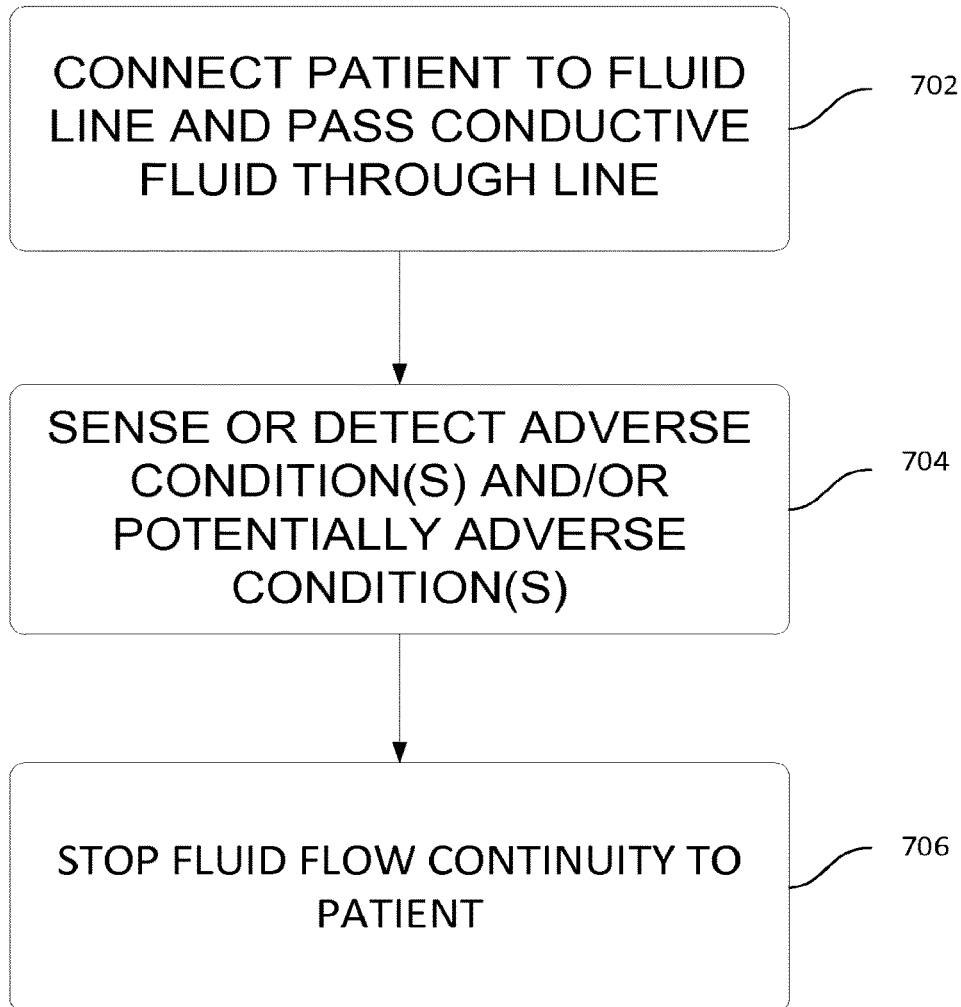 CONNECT PATIENT TO FLUID
LINE AND PASS CONDUCTIVE
FLUID THROUGH LINE
702
SENSE OR DETECT ADVERSE
CONDITION(S) AND/OR
POTENTIALLY ADVERSE
CONDITION(S)
704
STOP FLUID FLOW CONTINUITY TO
PATIENT
706